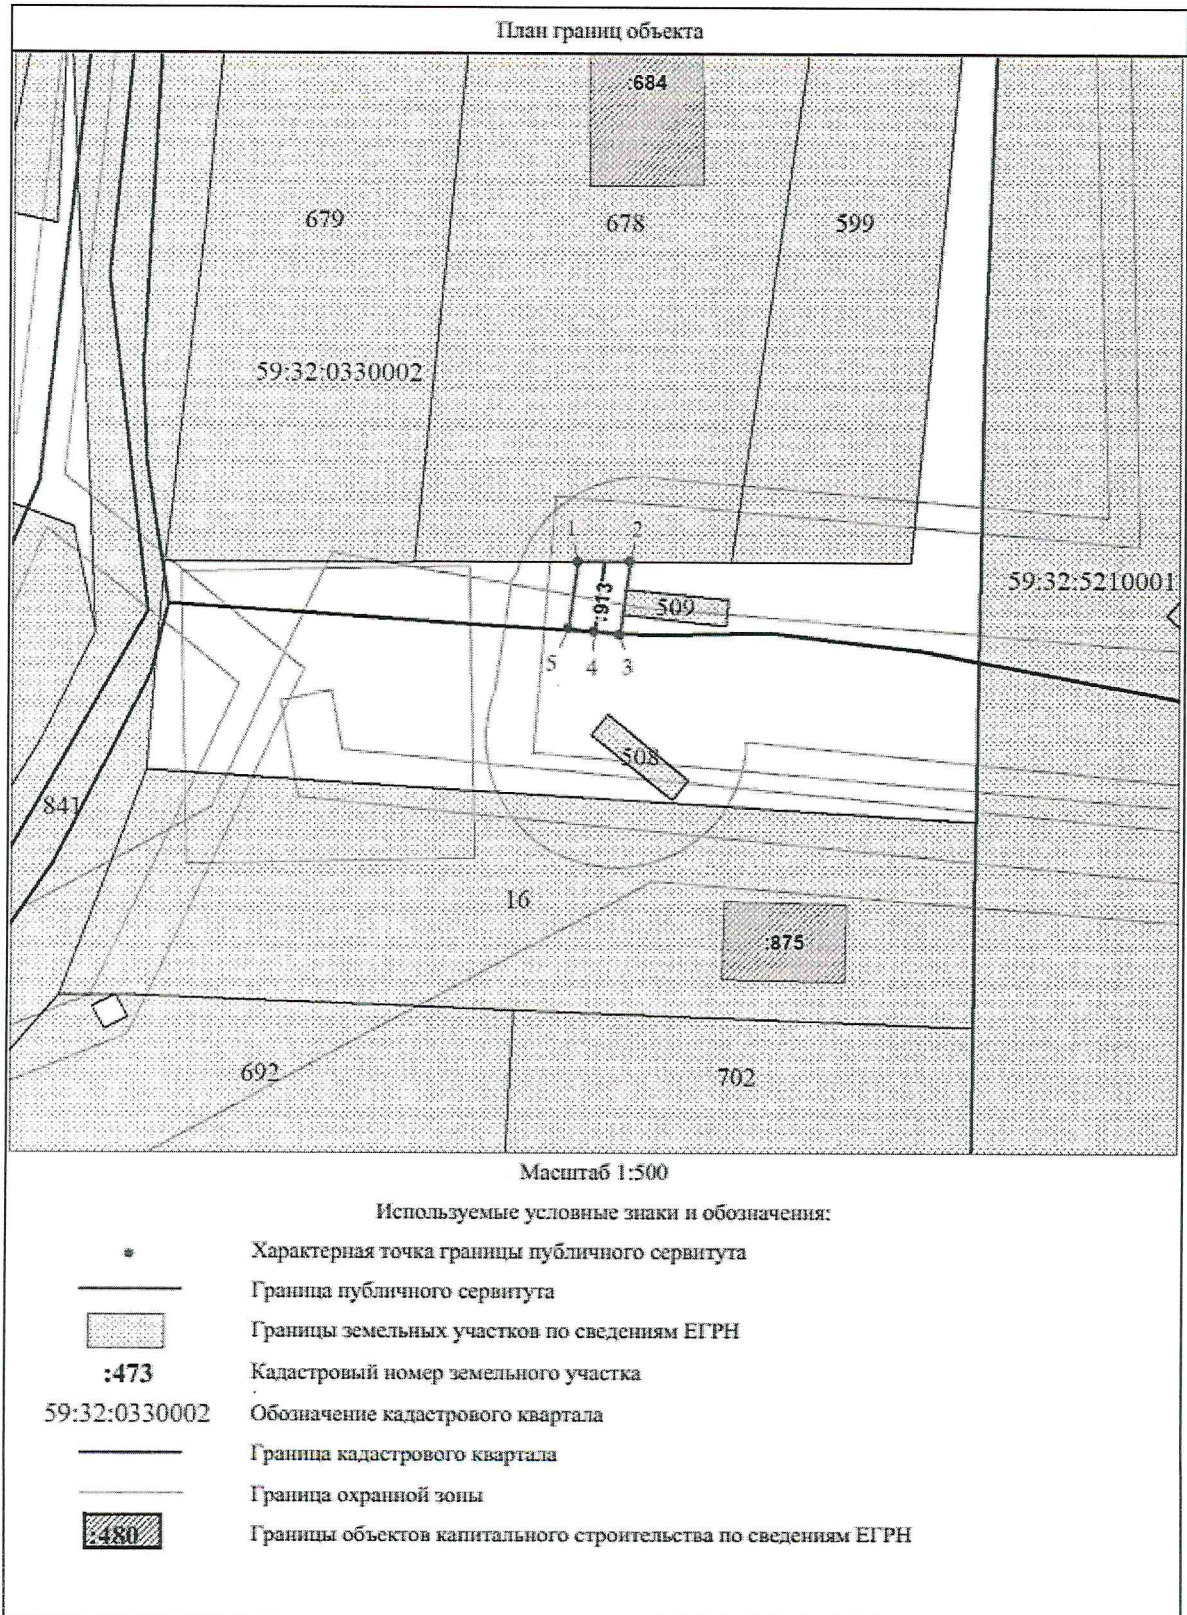 План границ объекта
:684
679
678
599
59:32:0330002
1
2
59:32:5210001
:913
509
5
4
3
508
841
16
:875
692
702
Масштаб 1:500
Используемые условные знаки и обозначения:
Характерная точка границы публичного сервитута
Граница публичного сервитута
Границы земельных участков по сведениям ЕГРН
:473 Кадастровый номер земельного участка
59:32:0330002 Обозначение кадастрового квартала
Граница кадастрового квартала
Граница охранной зоны
:480 Границы объектов капитального строительства по сведениям ЕГРН